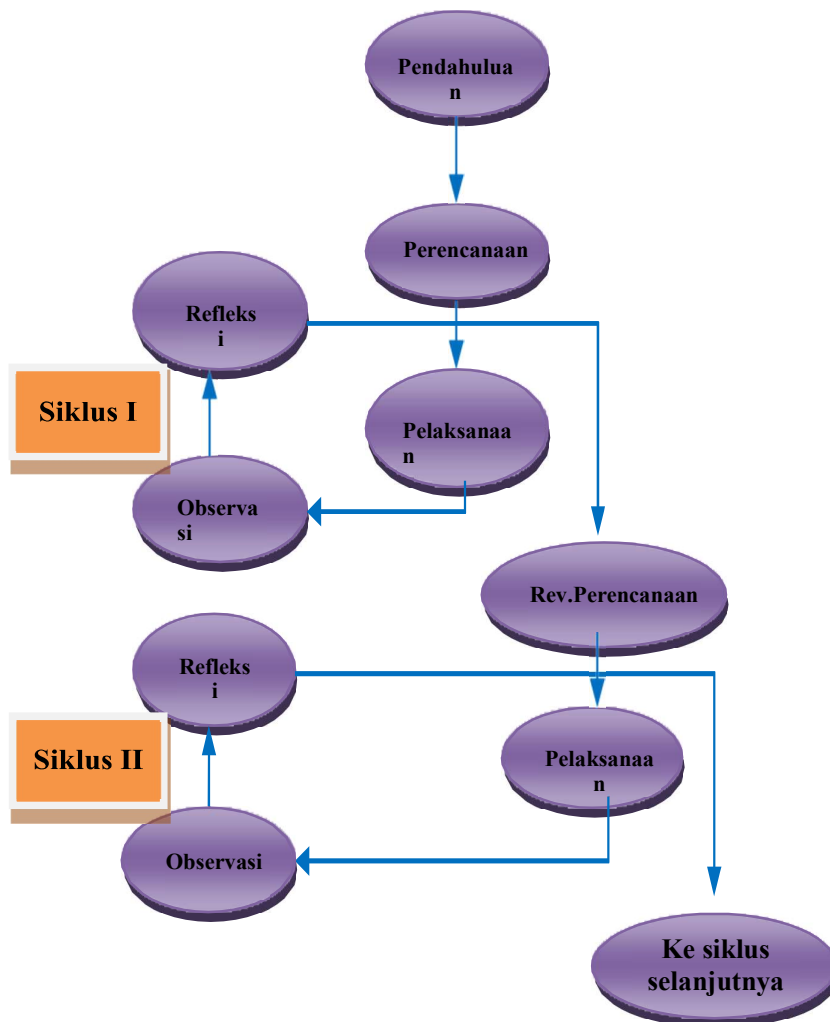 Pendahulua
n
Perencanaan
Refleks
i
Siklus I
Pelaksanaa
n
Observa
si
Rev.Perencanaan
Refleks
i
Siklus II
Pelaksanaa
n
Observasi
Ke siklus
selanjutnya